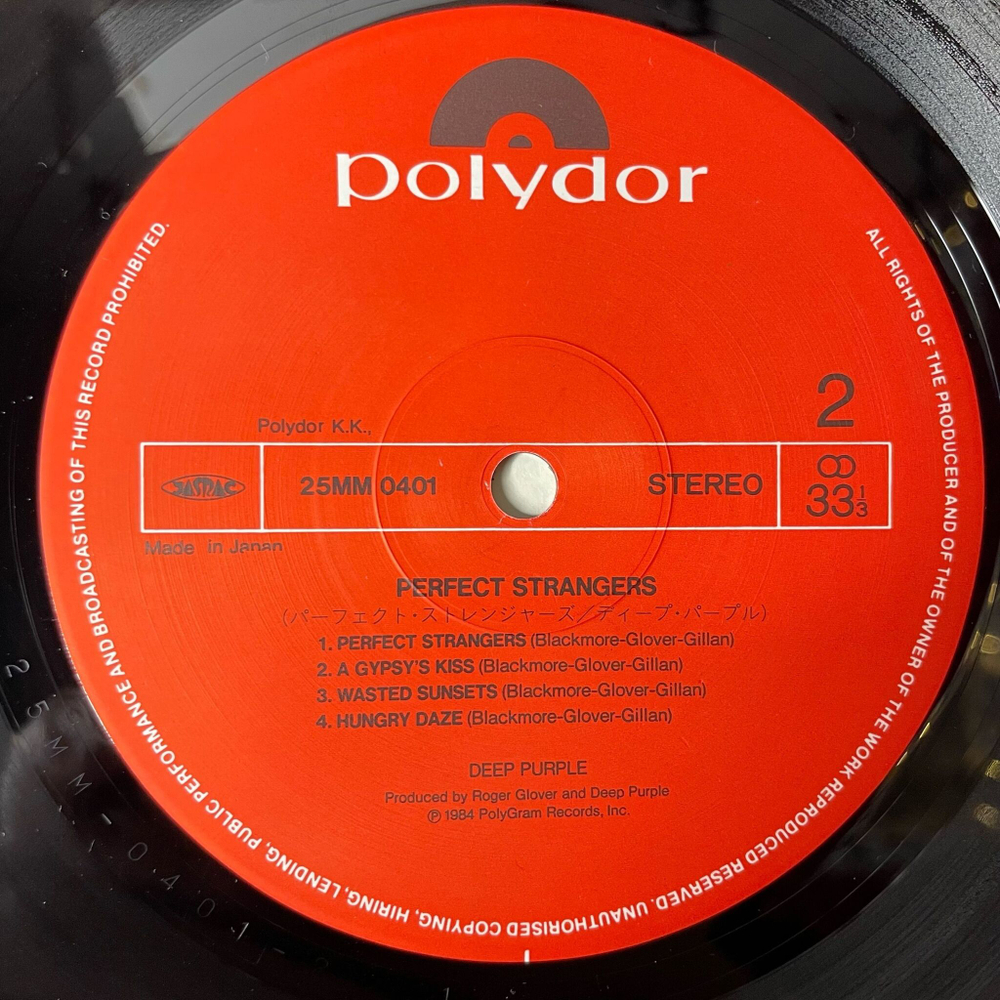 polydor
ALL RIGHTS OF THE PRODUCER AND OF THE OWNER OF THE WORK REPRODUCED RESERVED. UNAUTHORISED COPYING, HIRING, LENDING, PUBLIC PERFORMANCE AND BROADCASTING OF THIS RECORD PROHIBITED.
2
Polydor K.K.,
JASRAC
25MM 0401
STEREO
33 1/3
Made in Japan
PERFECT STRANGERS
(パーフェクト・ストレンジャーズ/ディープ・パープル)
1. PERFECT STRANGERS (Blackmore-Glover-Gillan)
2. A GYPSY'S KISS (Blackmore-Glover-Gillan)
3. WASTED SUNSETS (Blackmore-Glover-Gillan)
4. HUNGRY DAZE (Blackmore-Glover-Gillan)
DEEP PURPLE
Produced by Roger Glover and Deep Purple
℗ 1984 PolyGram Records, Inc.
25MM-0401-